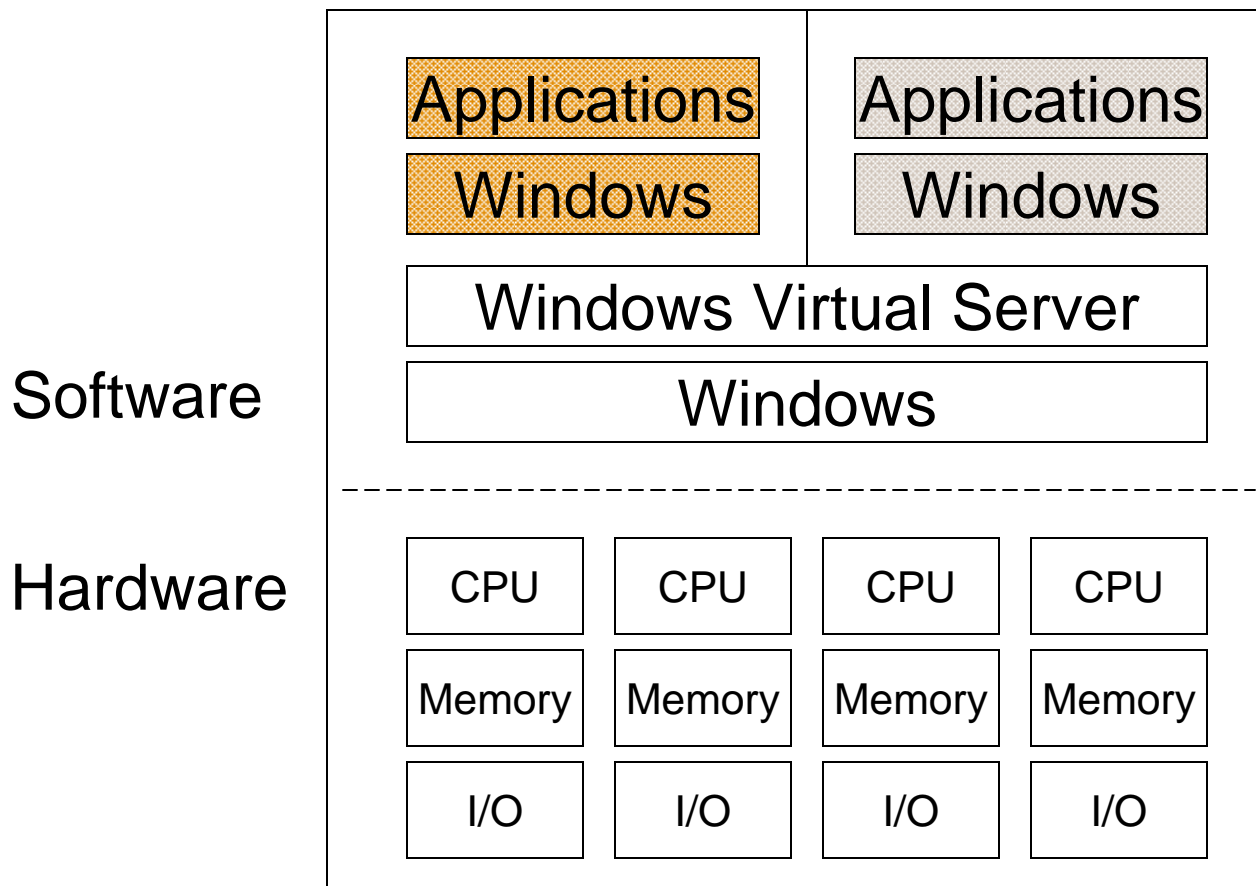 Applications Applications
Windows Windows
Windows Virtual Server
Software
Windows
Hardware
CPU CPU CPU CPU
Memory Memory Memory Memory
I/O I/O I/O I/O